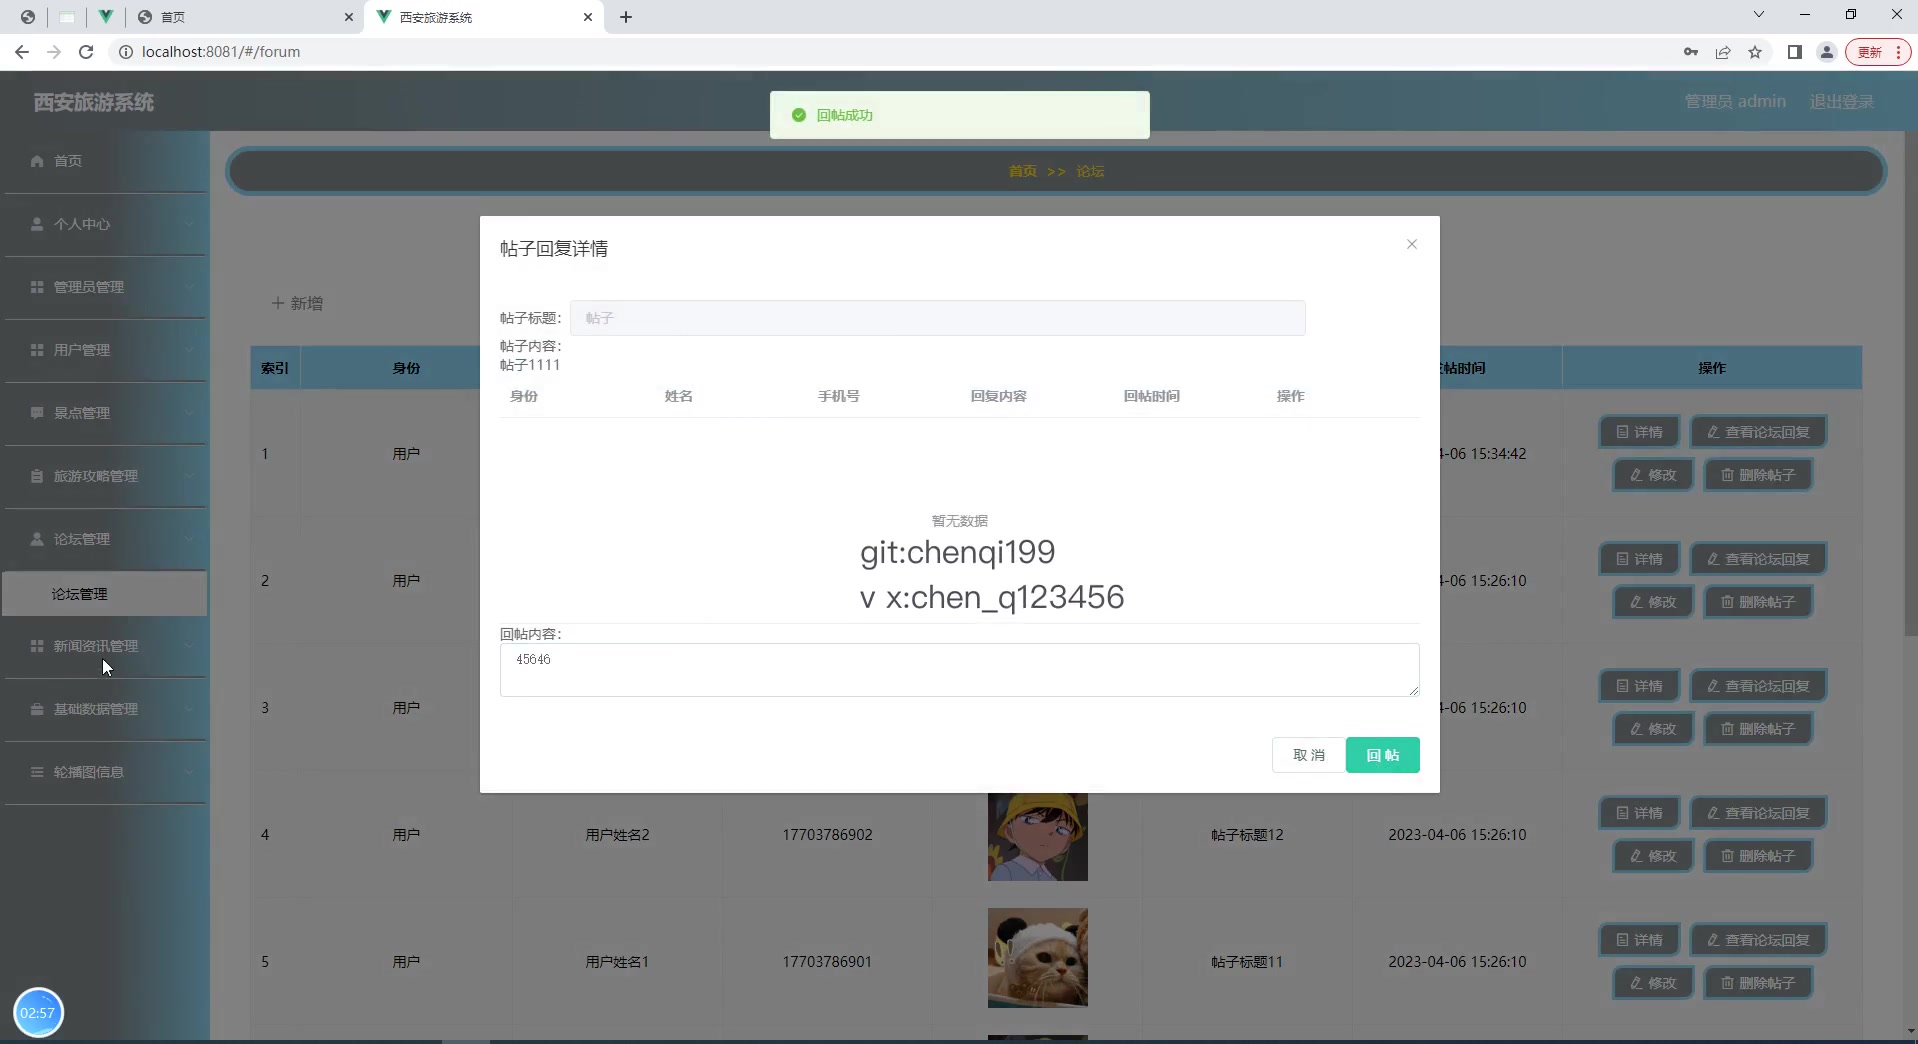 首页
西安旅游系统
localhost:8081/#/forum
更新
西安旅游系统
回帖成功
管理员 admin
退出登录
首页
个人中心
管理员管理
用户管理
景点管理
旅游攻略管理
论坛管理
论坛管理
新闻资讯管理
基础数据管理
轮播图信息
首页 >> 论坛
新增
帖子回复详情
帖子标题:
帖子
帖子内容:
帖子1111
身份 姓名 手机号 回复内容 回帖时间 操作
暂无数据
git:chenqi199
v x:chen_q123456
回帖内容:
45646
取 消
回 帖
索引 身份 帖时间 操作
1 用户 -06 15:34:42 详情 查看论坛回复
修改 删除帖子
2 用户 -06 15:26:10 详情 查看论坛回复
修改 删除帖子
3 用户 -06 15:26:10 详情 查看论坛回复
修改 删除帖子
4 用户 用户姓名2 17703786902 帖子标题12 2023-04-06 15:26:10 详情 查看论坛回复
修改 删除帖子
5 用户 用户姓名1 17703786901 帖子标题11 2023-04-06 15:26:10 详情 查看论坛回复
修改 删除帖子
02:57